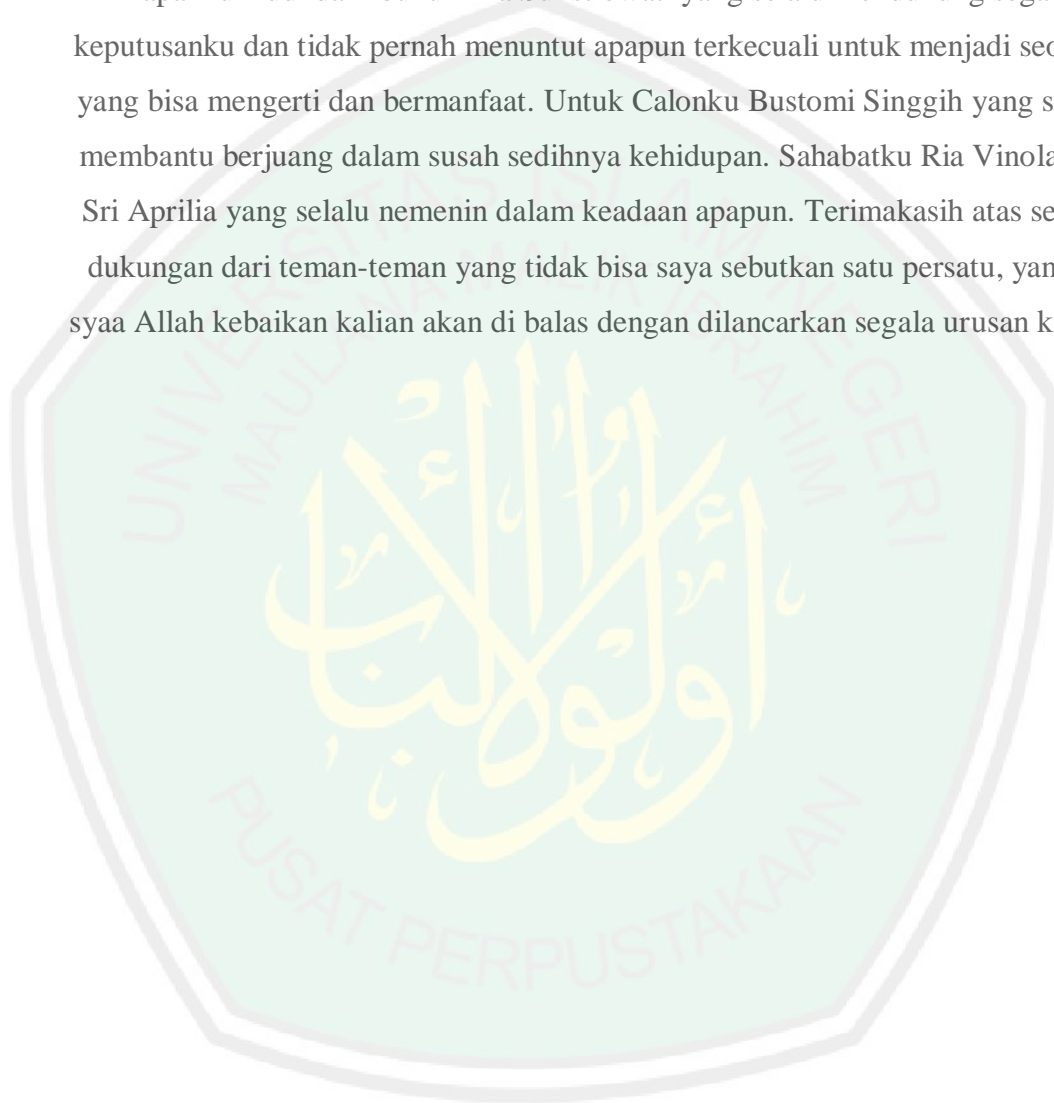 keputusanku dan tidak pernah menuntut apapun terkecuali untuk menjadi
yang bisa mengerti dan bermanfaat. Untuk Calonku Bustomi Singgih yang
membantu berjuang dalam susah sedihnya kehidupan. Sahabatku Ria Vinola
Sri Aprilia yang selalu nemenin dalam keadaan apapun. Terimakasih atas
dukungan dari teman-teman yang tidak bisa saya sebutkan satu persatu,
syaa Allah kebaikan kalian akan di balas dengan dilancarkan segala urusan
UNIVERSITAS ISLAM NEGERI
MAULANA MALIK IBRAHIM
أولوا الألباب
PUSAT PERPUSTAKAAN